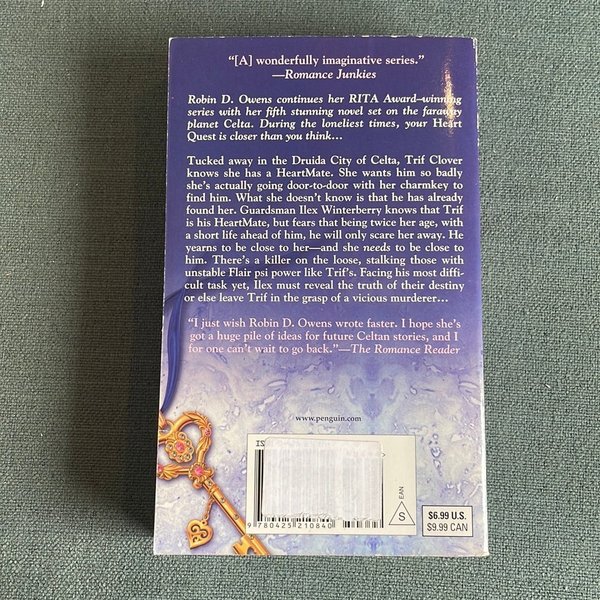 “[A] wonderfully imaginative series.”
—Romance Junkies
Robin D. Owens continues her RITA Award–winning
series with her fifth stunning novel set on the faraway
planet Celta. During the loneliest times, your Heart
Quest is closer than you think...
Tucked away in the Druida City of Celta, Trif Clover
knows she has a HeartMate. She wants him so badly
she’s actually going door-to-door with her charmkey to
find him. What she doesn’t know is that he has already
found her. Guardsman Ilex Winterberry knows that Trif
is his HeartMate, but fears that being twice her age, with
a short life ahead of him, he will only scare her away. He
yearns to be close to her—and she needs to be close to
him. There’s a killer on the loose, stalking those with
unstable Flair psi power like Trif’s. Facing his most diffi-
cult task yet, Ilex must reveal the truth of their destiny
or else leave Trif in the grasp of a vicious murderer...
“I just wish Robin D. Owens wrote faster. I hope she’s
got a huge pile of ideas for future Celtan stories, and I
for one can’t wait to go back.”—The Romance Reader
www.penguin.com
S
EAN
$6.99 U.S.
$9.99 CAN
9 780425 210840